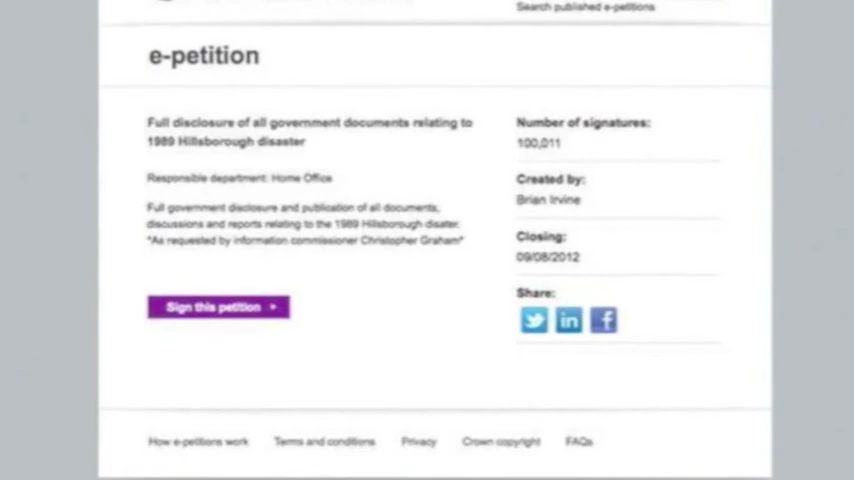 Search published e-petitions
e-petition
Full disclosure of all government documents relating to
1989 Hillsborough disaster
Responsible department: Home Office
Full government disclosure and publication of all documents,
discussions and reports relating to the 1989 Hillsborough disater.
"As requested by information commissioner Christopher Graham"
Sign this petition
Number of signatures:
100,011
Created by:
Brian Irvine
Closing:
09/08/2012
Share:
in
f
How e-petitions work
Terms and conditions
Privacy
Crown copyright
FAQs